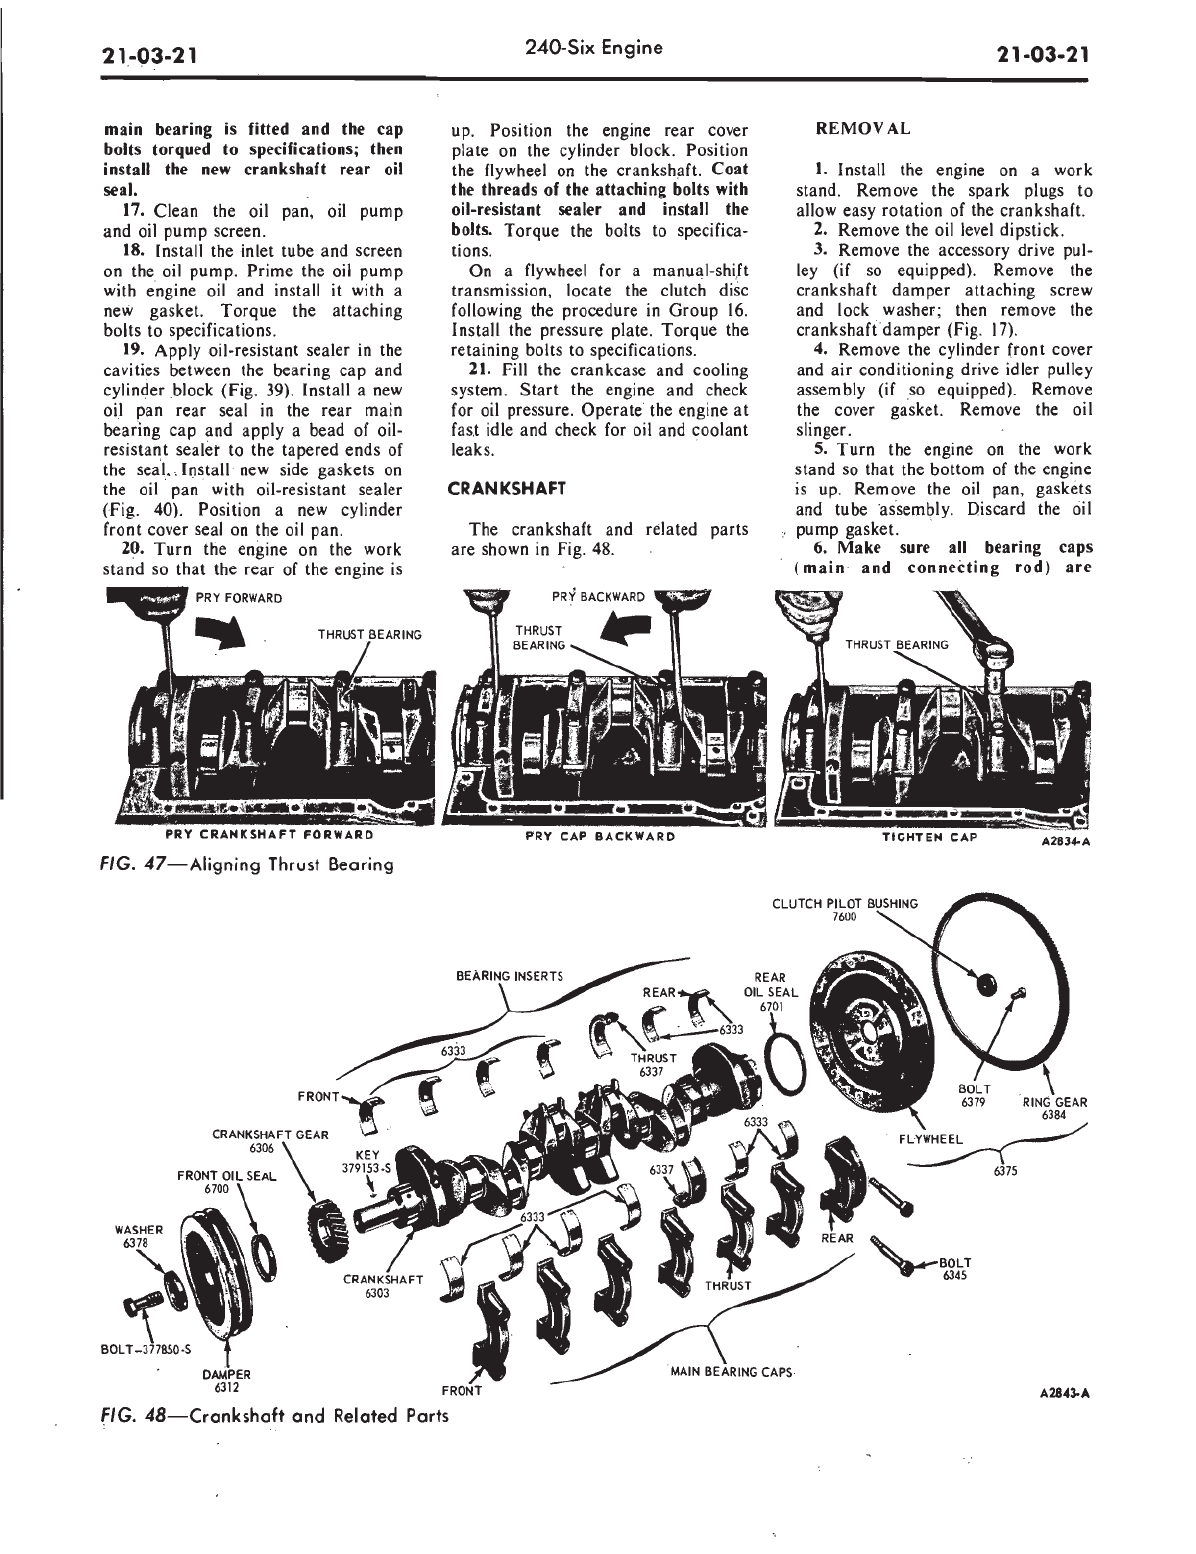 21-03-21
240-Six Engine
21-03-21
main bearing is fitted and the cap
bolts torqued to specifications; then
install the new crankshaft rear oil
seal.
17. Clean the oil pan, oil pump
and oil pump screen.
18. Install the inlet tube and screen
on the oil pump. Prime the oil pump
with engine oil and install it with a
new gasket. Torque the attaching
bolts to specifications.
19. Apply oil-resistant sealer in the
cavities between the bearing cap and
cylinder block (Fig. 39). Install a new
oil pan rear seal in the rear main
bearing cap and apply a bead of oil-
resistant sealer to the tapered ends of
the seal. Install new side gaskets on
the oil pan with oil-resistant sealer
(Fig. 40). Position a new cylinder
front cover seal on the oil pan.
20. Turn the engine on the work
stand so that the rear of the engine is
up. Position the engine rear cover
plate on the cylinder block. Position
the flywheel on the crankshaft. Coat
the threads of the attaching bolts with
oil-resistant sealer and install the
bolts. Torque the bolts to specifica-
tions.
On a flywheel for a manual-shift
transmission, locate the clutch disc
following the procedure in Group 16.
Install the pressure plate. Torque the
retaining bolts to specifications.
21. Fill the crankcase and cooling
system. Start the engine and check
for oil pressure. Operate the engine at
fast idle and check for oil and coolant
leaks.
CRANKSHAFT
The crankshaft and related parts
are shown in Fig. 48.
REMOVAL
1. Install the engine on a work
stand. Remove the spark plugs to
allow easy rotation of the crankshaft.
2. Remove the oil level dipstick.
3. Remove the accessory drive pul-
ley (if so equipped). Remove the
crankshaft damper attaching screw
and lock washer; then remove the
crankshaft damper (Fig. 17).
4. Remove the cylinder front cover
and air conditioning drive idler pulley
assembly (if so equipped). Remove
the cover gasket. Remove the oil
slinger.
5. Turn the engine on the work
stand so that the bottom of the engine
is up. Remove the oil pan, gaskets
and tube assembly. Discard the oil
pump gasket.
6. Make sure all bearing caps
(main and connecting rod) are
PRY FORWARD
THRUST BEARING
PRY BACKWARD
THRUST
BEARING
THRUST BEARING
PRY CRANKSHAFT FORWARD
PRY CAP BACKWARD
TIGHTEN CAP
A2834-A
FIG. 47—Aligning Thrust Bearing
CLUTCH PILOT BUSHING
7600
BEARING INSERTS
REAR
REAR
OIL SEAL
6701
6333
6333
THRUST
6337
FRONT
BOLT
6379
RING GEAR
6384
CRANKSHAFT GEAR
6306
KEY
379153-S
6333
FLYWHEEL
6375
FRONT OIL SEAL
6700
6337
6333
WASHER
6378
REAR
BOLT
6345
CRANKSHAFT
6303
THRUST
BOLT-377850-S
DAMPER
6312
MAIN BEARING CAPS
FRONT
A2843-A
FIG. 48—Crankshaft and Related Parts